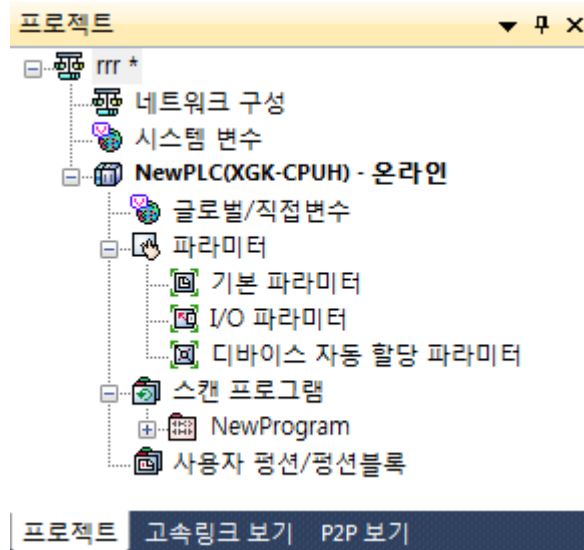 프로젝트
rrr *
네트워크 구성
시스템 변수
NewPLC(XGK-CPUH) - 온라인
글로벌/직접변수
파라미터
기본 파라미터
I/O 파라미터
디바이스 자동 할당 파라미터
스캔 프로그램
NewProgram
사용자 펑션/펑션블록
프로젝트 고속링크 보기 P2P 보기